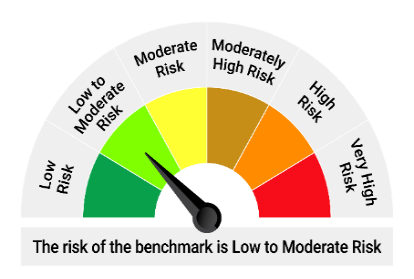 Low
Risk
Low to
Moderate
Risk
Moderate
Risk
Moderately
High Risk
High
Risk
Very High
Risk
The risk of the benchmark is Low to Moderate Risk